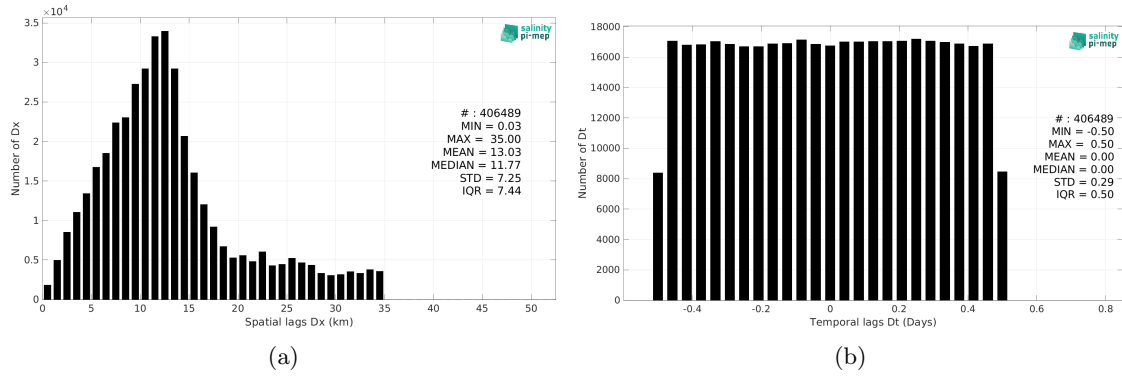 ×10^4
3.5
3
2.5
2
1.5
1
0.5
0
Number of Dx
0 5 10 15 20 25 30 35 40 45 50
Spatial lags Dx (km)
salinity
pi-mep
# : 406489
MIN = 0.03
MAX = 35.00
MEAN = 13.03
MEDIAN = 11.77
STD = 7.25
IQR = 7.44
(a)
18000
16000
14000
12000
10000
8000
6000
4000
2000
0
Number of Dt
-0.4 -0.2 0 0.2 0.4 0.6 0.8
Temporal lags Dt (Days)
salinity
pi-mep
# : 406489
MIN = -0.50
MAX = 0.50
MEAN = 0.00
MEDIAN = 0.00
STD = 0.29
IQR = 0.50
(b)